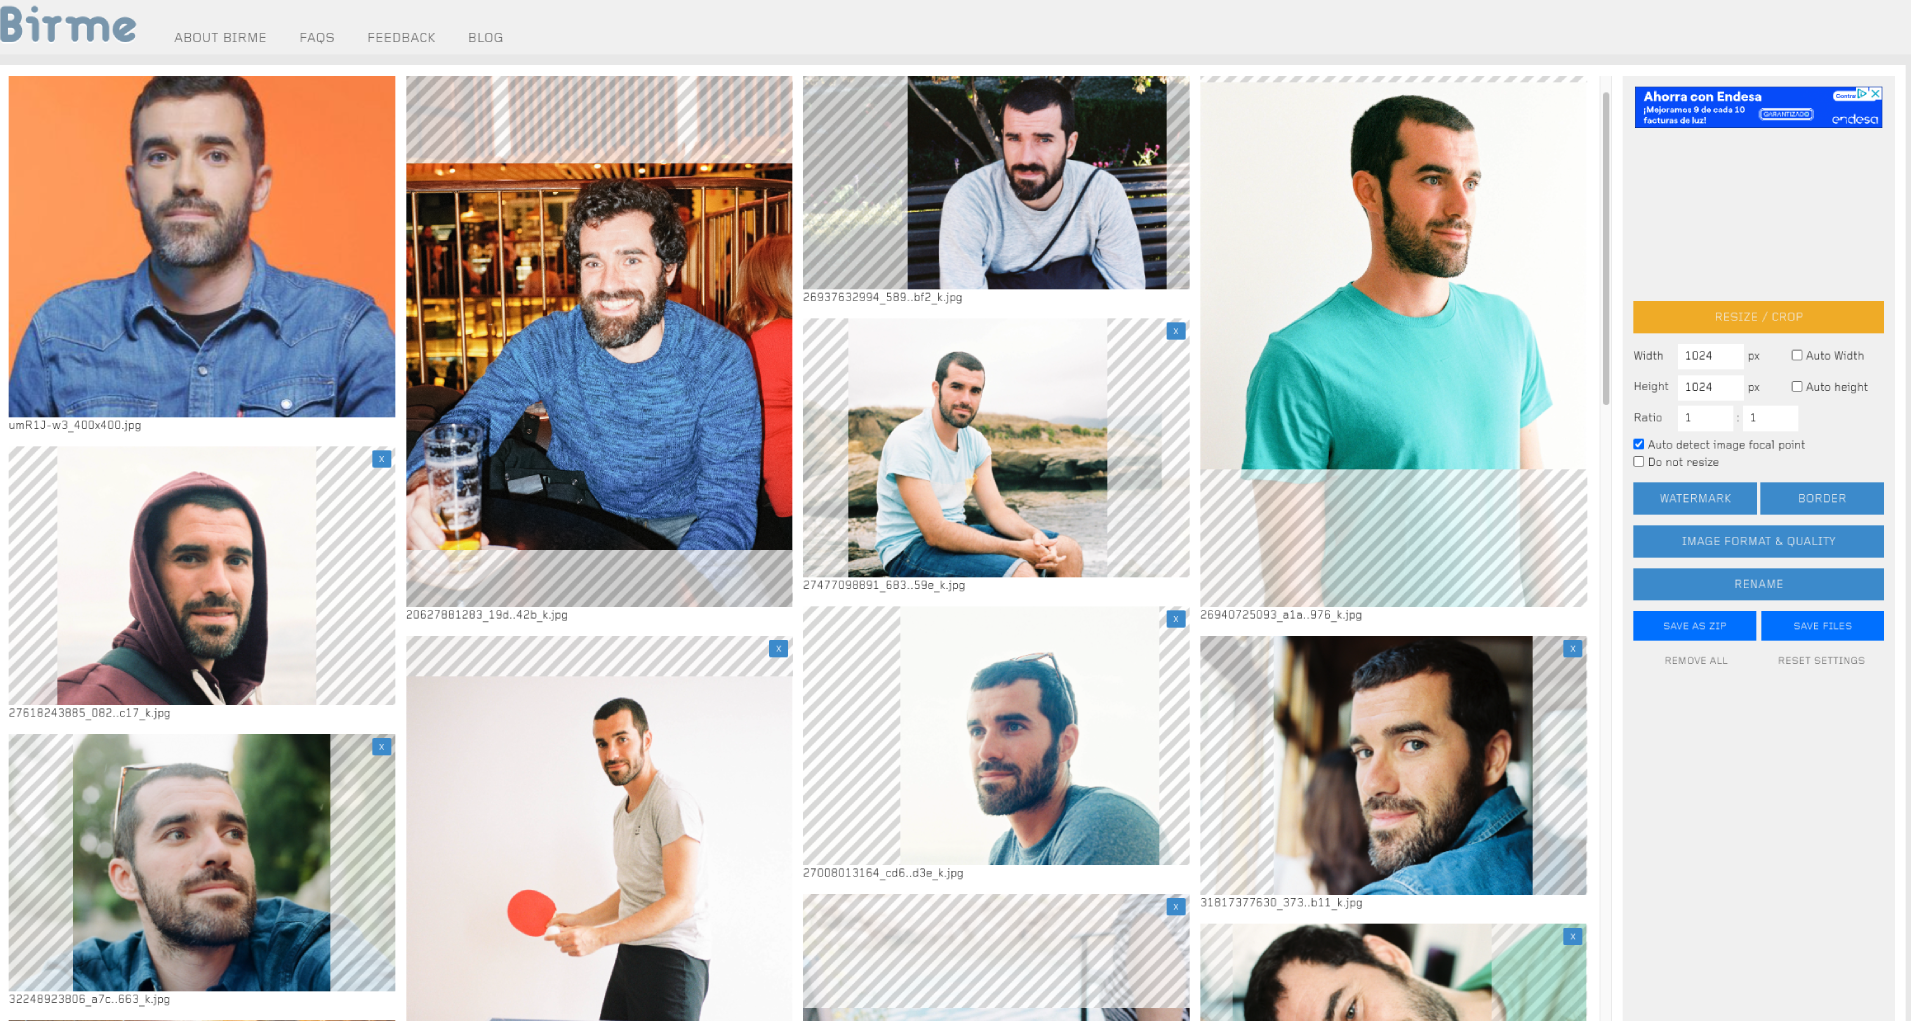 Birme
ABOUT BIRME
FAQS
FEEDBACK
BLOG
umR1J-w3_400x400.jpg
X
27618243885_082..c17_k.jpg
X
32248923806_a7c..663_k.jpg
20627881283_19d..42b_k.jpg
X
26937632994_589..bf2_k.jpg
X
27477098891_683..59e_k.jpg
X
27008013164_cd6..d3e_k.jpg
X
26940725093_a1a..976_k.jpg
X
31817377630_373..b11_k.jpg
X
Ahorra con Endesa
¡Mejoramos 9 de cada 10
facturas de luz!
GARANTIZADO
endesa
RESIZE / CROP
Width 1024 px Auto Width
Height 1024 px Auto height
Ratio 1 : 1
Auto detect image focal point
Do not resize
WATERMARK BORDER
IMAGE FORMAT & QUALITY
RENAME
SAVE AS ZIP SAVE FILES
REMOVE ALL RESET SETTINGS